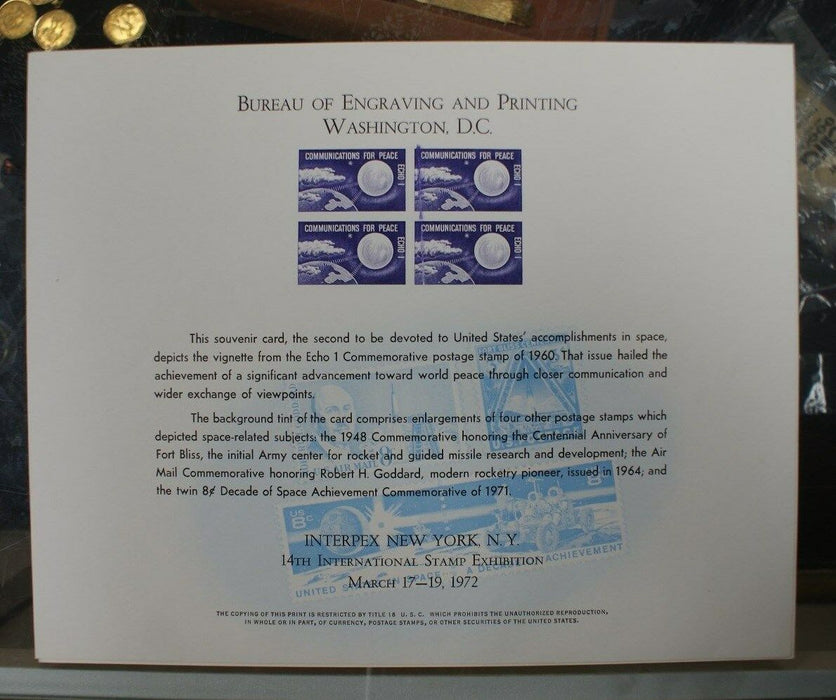 BUREAU OF ENGRAVING AND PRINTING
WASHINGTON, D.C.
COMMUNICATIONS FOR PEACE
ECHO I
COMMUNICATIONS FOR PEACE
ECHO I
COMMUNICATIONS FOR PEACE
ECHO I
COMMUNICATIONS FOR PEACE
ECHO I
This souvenir card, the second to be devoted to United States' accomplishments in space,
depicts the vignette from the Echo 1 Commemorative postage stamp of 1960. That issue hailed the
achievement of a significant advancement toward world peace through closer communication and
wider exchange of viewpoints.
The background tint of the card comprises enlargements of four other postage stamps which
depicted space-related subjects: the 1948 Commemorative honoring the Centennial Anniversary of
Fort Bliss, the initial Army center for rocket and guided missile research and development; the Air
Mail Commemorative honoring Robert H. Goddard, modern rocketry pioneer, issued in 1964; and
the twin 8¢ Decade of Space Achievement Commemorative of 1971.
US
8c
8c
UNITED IN SPACE A DECADE ACHIEVEMENT
INTERPEX NEW YORK, N.Y.
14TH INTERNATIONAL STAMP EXHIBITION
MARCH 17—19, 1972
THE COPYING OF THIS PRINT IS RESTRICTED BY TITLE 18 U. S. C. WHICH PROHIBITS THE UNAUTHORIZED REPRODUCTION,
IN WHOLE OR IN PART, OF CURRENCY, POSTAGE STAMPS, OR OTHER SECURITIES OF THE UNITED STATES.